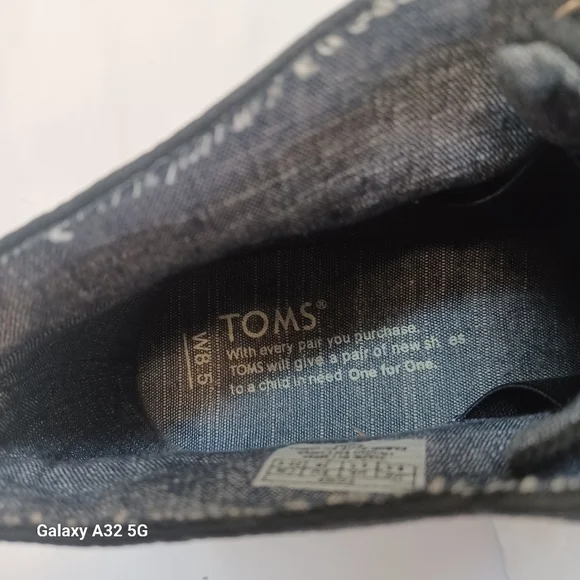 TOMS®
W8.5
With every pair you purchase,
TOMS will give a pair of new sh es
to a child in need. One for One.
Galaxy A32 5G